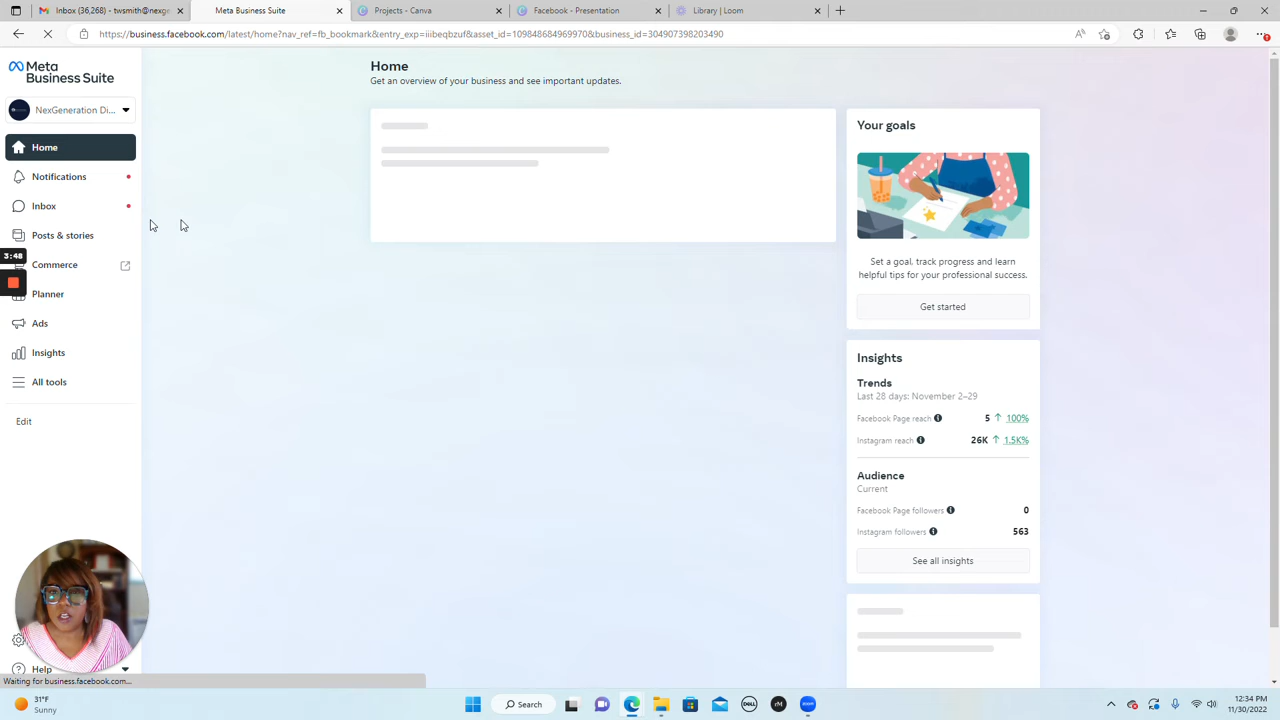 Inbox (36,268) - twsmith@nexge
Meta Business Suite
Projects - Canva
Facebook - Presentation
Library | Loom
https://business.facebook.com/latest/home?nav_ref=fb_bookmark&entry_exp=iiibeqbzuf&asset_id=109848684969970&business_id=304907398203490
Meta
Business Suite
NexGeneration Di...
Home
Notifications
Inbox
Posts & stories
3:48
Commerce
Planner
Ads
Insights
All tools
Edit
Help
Waiting for business.facebook.com...
Home
Get an overview of your business and see important updates.
Your goals
Set a goal, track progress and learn
helpful tips for your professional success.
Get started
Insights
Trends
Last 28 days: November 2–29
Facebook Page reach 5 ↑ 100%
Instagram reach 26K ↑ 1.5K%
Audience
Current
Facebook Page followers 0
Instagram followers 563
See all insights
31°F
Sunny
Search
DELL
rM
zoom
12:34 PM
11/30/2022